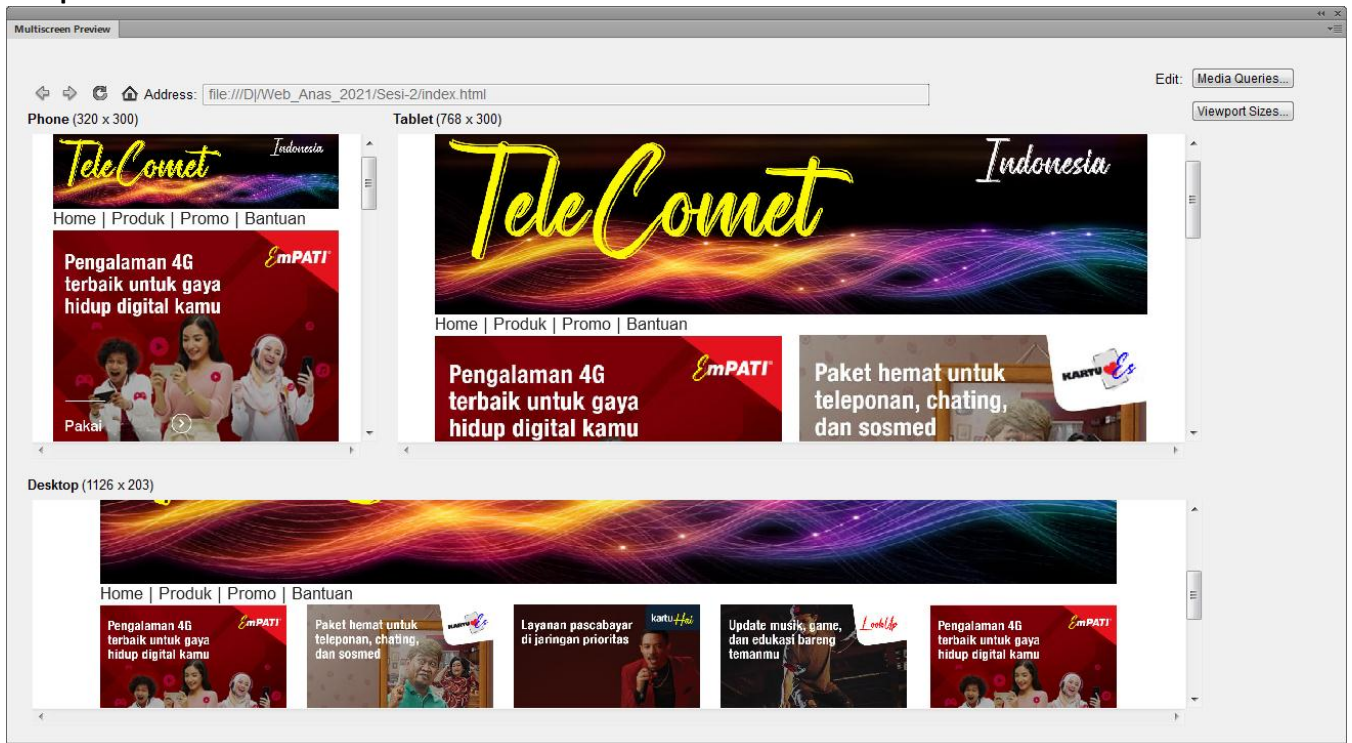 Multiscreen Preview
Edit: Media Queries...
Address: file:///D|/Web_Anas_2021/Sesi-2/index.html
Viewport Sizes...
Phone (320 x 300)
TeleComet Indonesia
Home | Produk | Promo | Bantuan
Pengalaman 4G
terbaik untuk gaya
hidup digital kamu
EmPATI
Pakai
Tablet (768 x 300)
TeleComet Indonesia
Home | Produk | Promo | Bantuan
Pengalaman 4G
terbaik untuk gaya
hidup digital kamu
EmPATI
Paket hemat untuk
teleponan, chating,
dan sosmed
KARTU Es
Desktop (1126 x 203)
Home | Produk | Promo | Bantuan
Pengalaman 4G
terbaik untuk gaya
hidup digital kamu
EmPATI
Paket hemat untuk
teleponan, chating,
dan sosmed
KARTU Es
Layanan pascabayar
di jaringan prioritas
kartu Hai
Update musik, game,
dan edukasi bareng
temanmu
LookUp
Pengalaman 4G
terbaik untuk gaya
hidup digital kamu
EmPATI